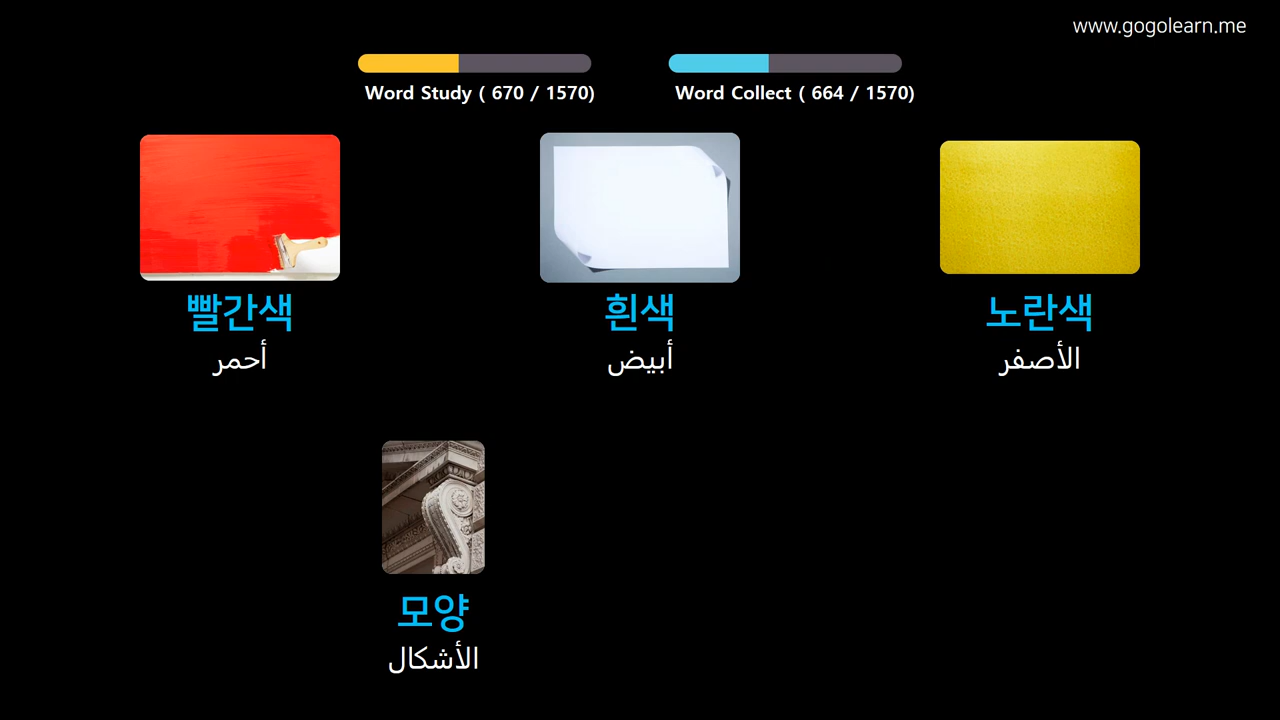 www.gogolearn.me
Word Study ( 670 / 1570)
Word Collect ( 664 / 1570)
빨간색
أحمر
흰색
أبيض
노란색
الأصفر
모양
الأشكال